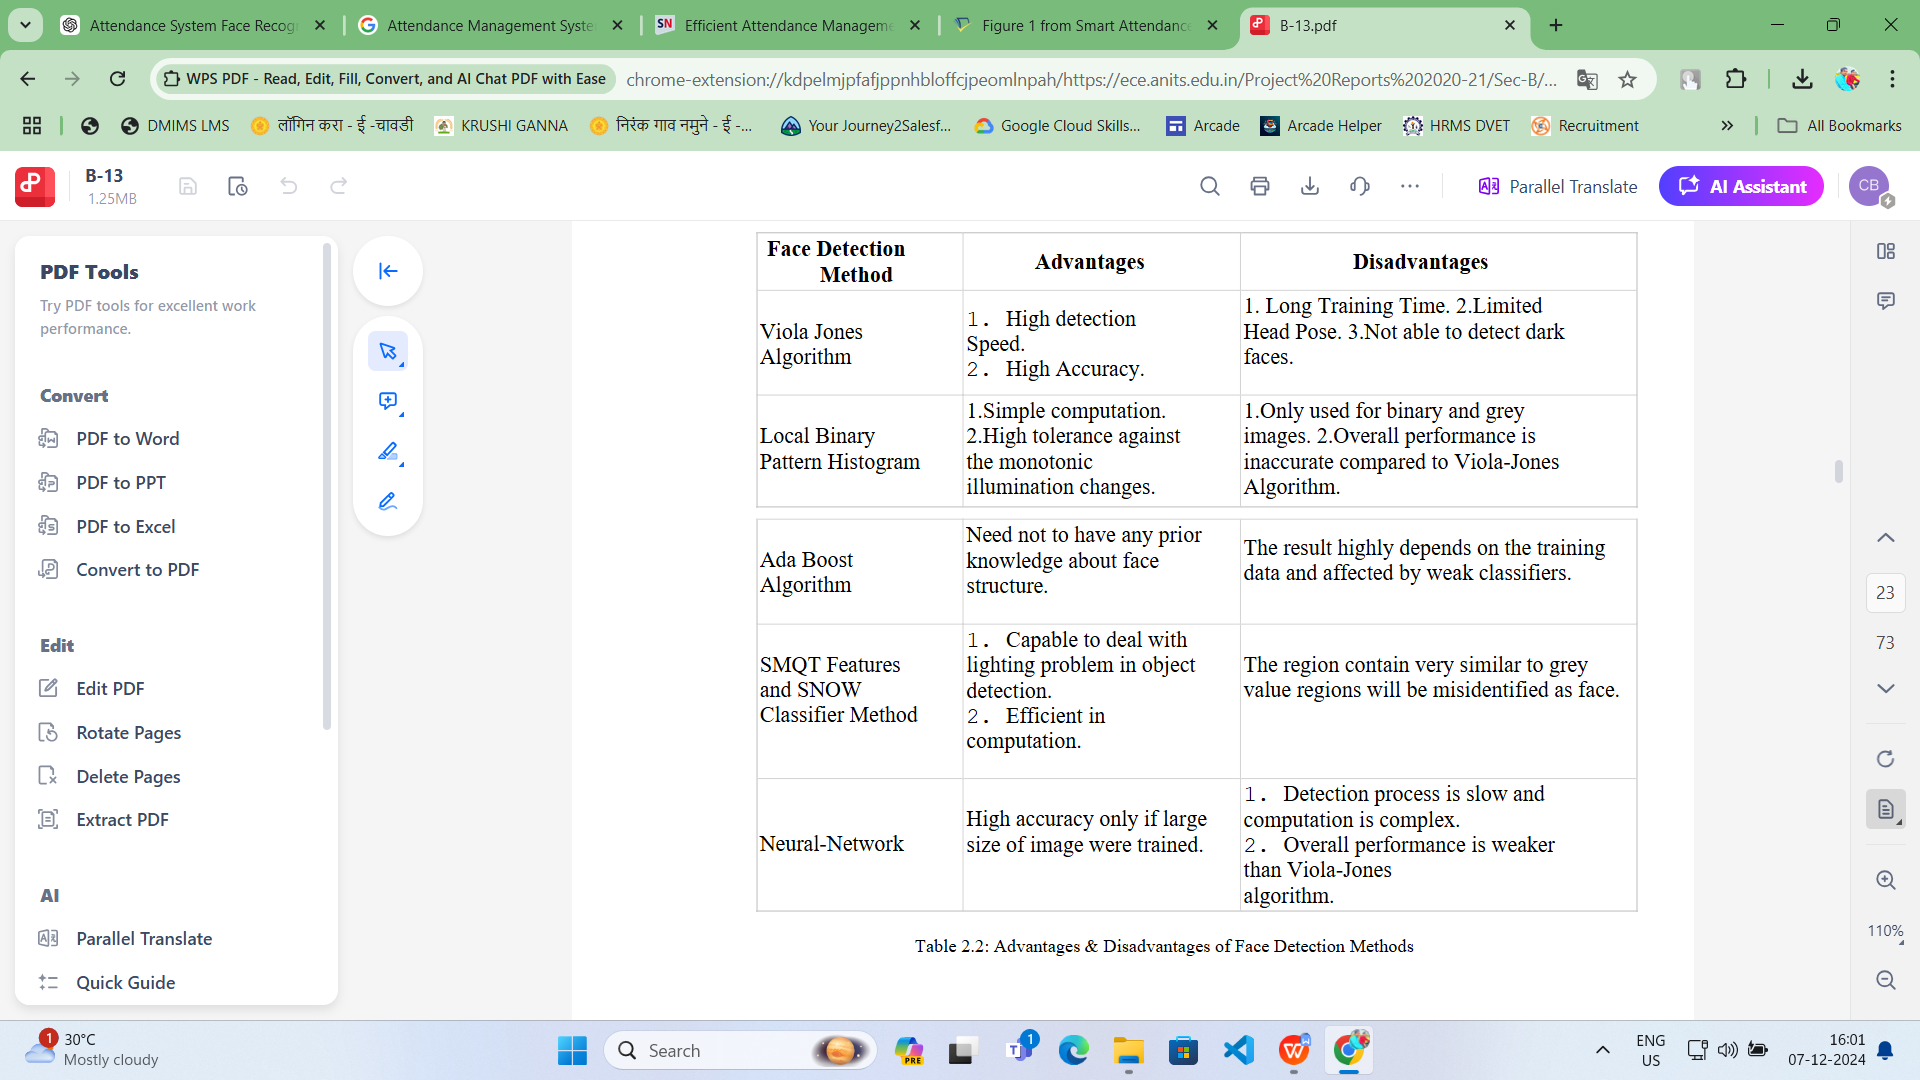 Attendance System Face Recogn
Attendance Management Syste
SN
Efficient Attendance Manageme
Figure 1 from Smart Attendance
B-13.pdf
WPS PDF - Read, Edit, Fill, Convert, and AI Chat PDF with Ease
chrome-extension://kdpelmjpfafjppnhbloffcjpeomlnpah/https://ece.anits.edu.in/Project%20Reports%202020-21/Sec-B/...
DMIMS LMS
लॉगिन करा - ई -चावडी
KRUSHI GANNA
निरंक गाव नमुने - ई -...
Your Journey2Salesf...
Google Cloud Skills...
Arcade
Arcade Helper
HRMS DVET
Recruitment
All Bookmarks
B-13
1.25MB
Parallel Translate
AI Assistant
CB
PDF Tools
Try PDF tools for excellent work
performance.
Convert
PDF to Word
PDF to PPT
PDF to Excel
Convert to PDF
Edit
Edit PDF
Rotate Pages
Delete Pages
Extract PDF
AI
Parallel Translate
Quick Guide
Face Detection
Method
Advantages
Disadvantages
Viola Jones
Algorithm
1. High detection
Speed.
2. High Accuracy.
1. Long Training Time. 2.Limited
Head Pose. 3.Not able to detect dark
faces.
Local Binary
Pattern Histogram
1.Simple computation.
2.High tolerance against
the monotonic
illumination changes.
1.Only used for binary and grey
images. 2.Overall performance is
inaccurate compared to Viola-Jones
Algorithm.
Ada Boost
Algorithm
Need not to have any prior
knowledge about face
structure.
The result highly depends on the training
data and affected by weak classifiers.
SMQT Features
and SNOW
Classifier Method
1. Capable to deal with
lighting problem in object
detection.
2. Efficient in
computation.
The region contain very similar to grey
value regions will be misidentified as face.
Neural-Network
High accuracy only if large
size of image were trained.
1. Detection process is slow and
computation is complex.
2. Overall performance is weaker
than Viola-Jones
algorithm.
Table 2.2: Advantages & Disadvantages of Face Detection Methods
23
73
110%
1
30°C
Mostly cloudy
Search
PRE
1
ENG
US
16:01
07-12-2024